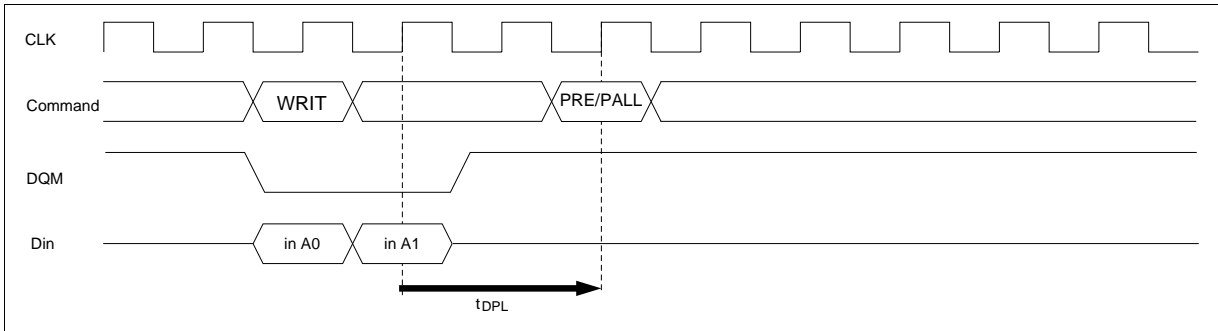 CLK
Command WRIT PRE/PALL
DQM
Din in A0 in A1
tDPL